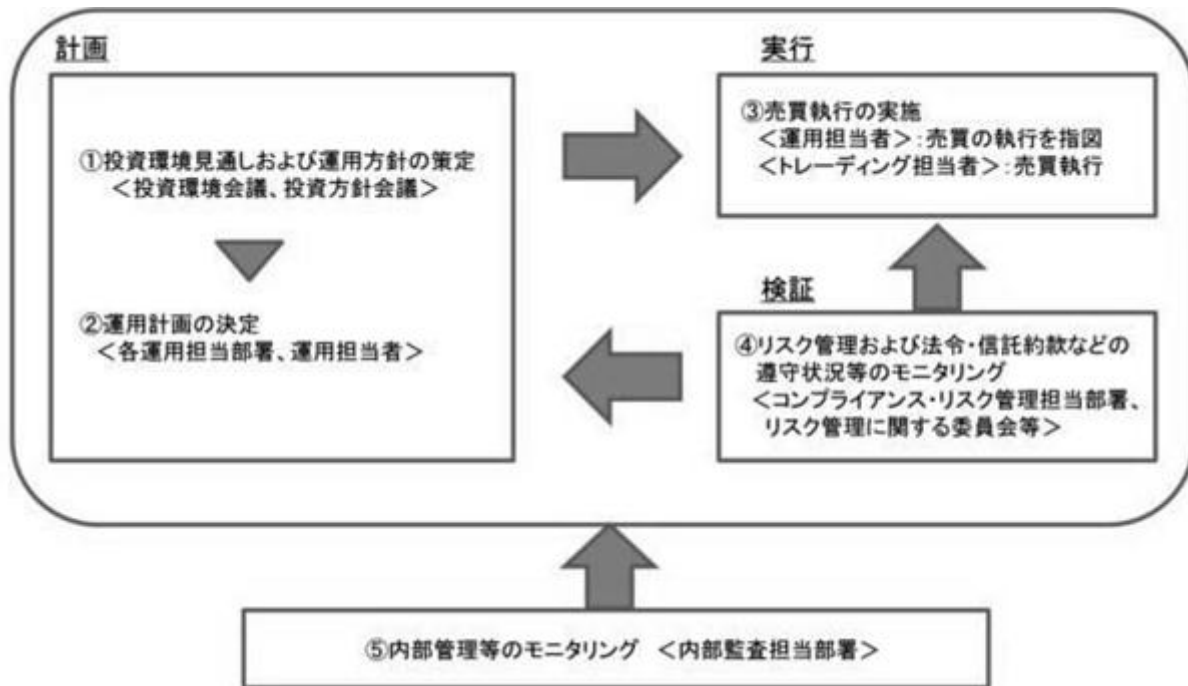 計画
①投資環境見通しおよび運用方針の策定
＜投資環境会議、投資方針会議＞
②運用計画の決定
＜各運用担当部署、運用担当者＞
実行
③売買執行の実施
＜運用担当者＞：売買の執行を指図
＜トレーディング担当者＞：売買執行
検証
④リスク管理および法令・信託約款などの
遵守状況等のモニタリング
＜コンプライアンス・リスク管理担当部署、
リスク管理に関する委員会等＞
⑤内部管理等のモニタリング ＜内部監査担当部署＞